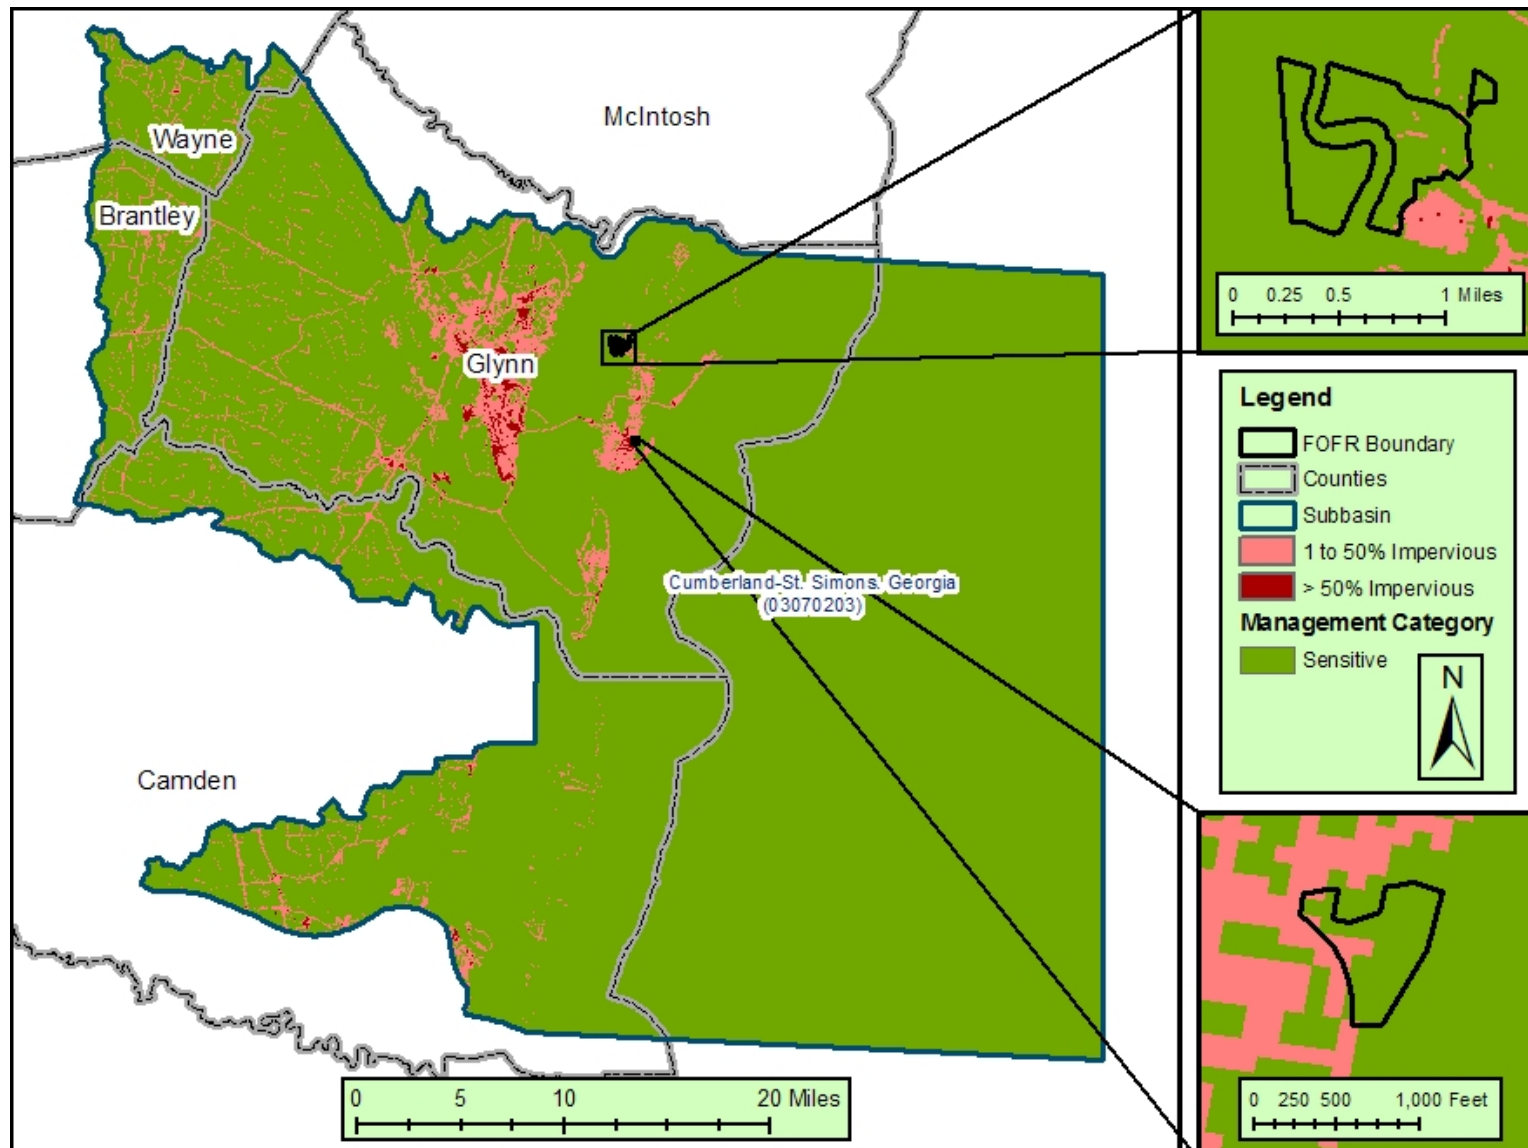 McIntosh
Wayne
Brantley
Glynn
Cumberland-St. Simons. Georgia
(03070203)
Camden
0 5 10 20 Miles
0 0.25 0.5 1 Miles
Legend
FOFR Boundary
Counties
Subbasin
1 to 50% Impervious
> 50% Impervious
Management Category
Sensitive
N
0 250 500 1,000 Feet